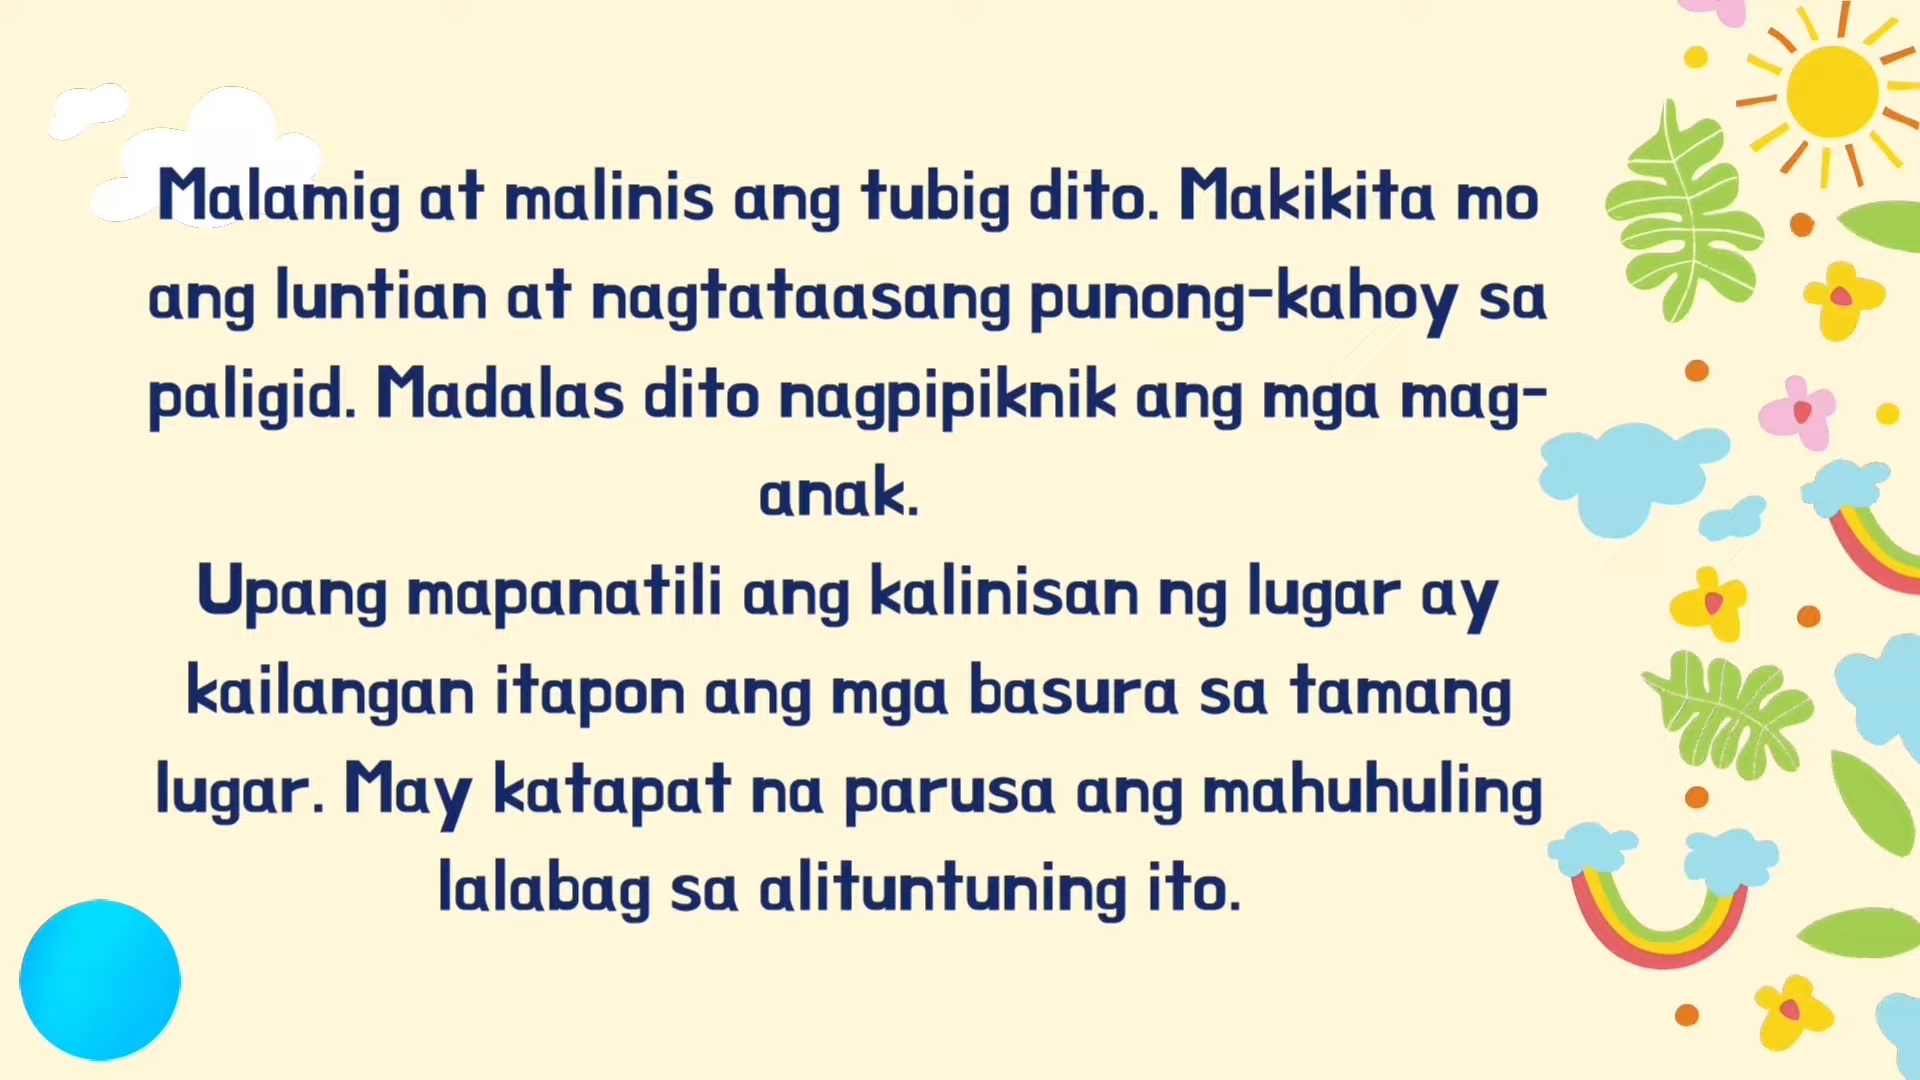 Malamig at malinis ang tubig dito. Makikita mo
ang luntian at nagtataasang punong-kahoy sa
paligid. Madalas dito nagpipiknik ang mga mag-
anak.
Upang mapanatili ang kalinisan ng lugar ay
kailangan itapon ang mga basura sa tamang
lugar. May katapat na parusa ang mahuhuling
lalabag sa alituntuning ito.